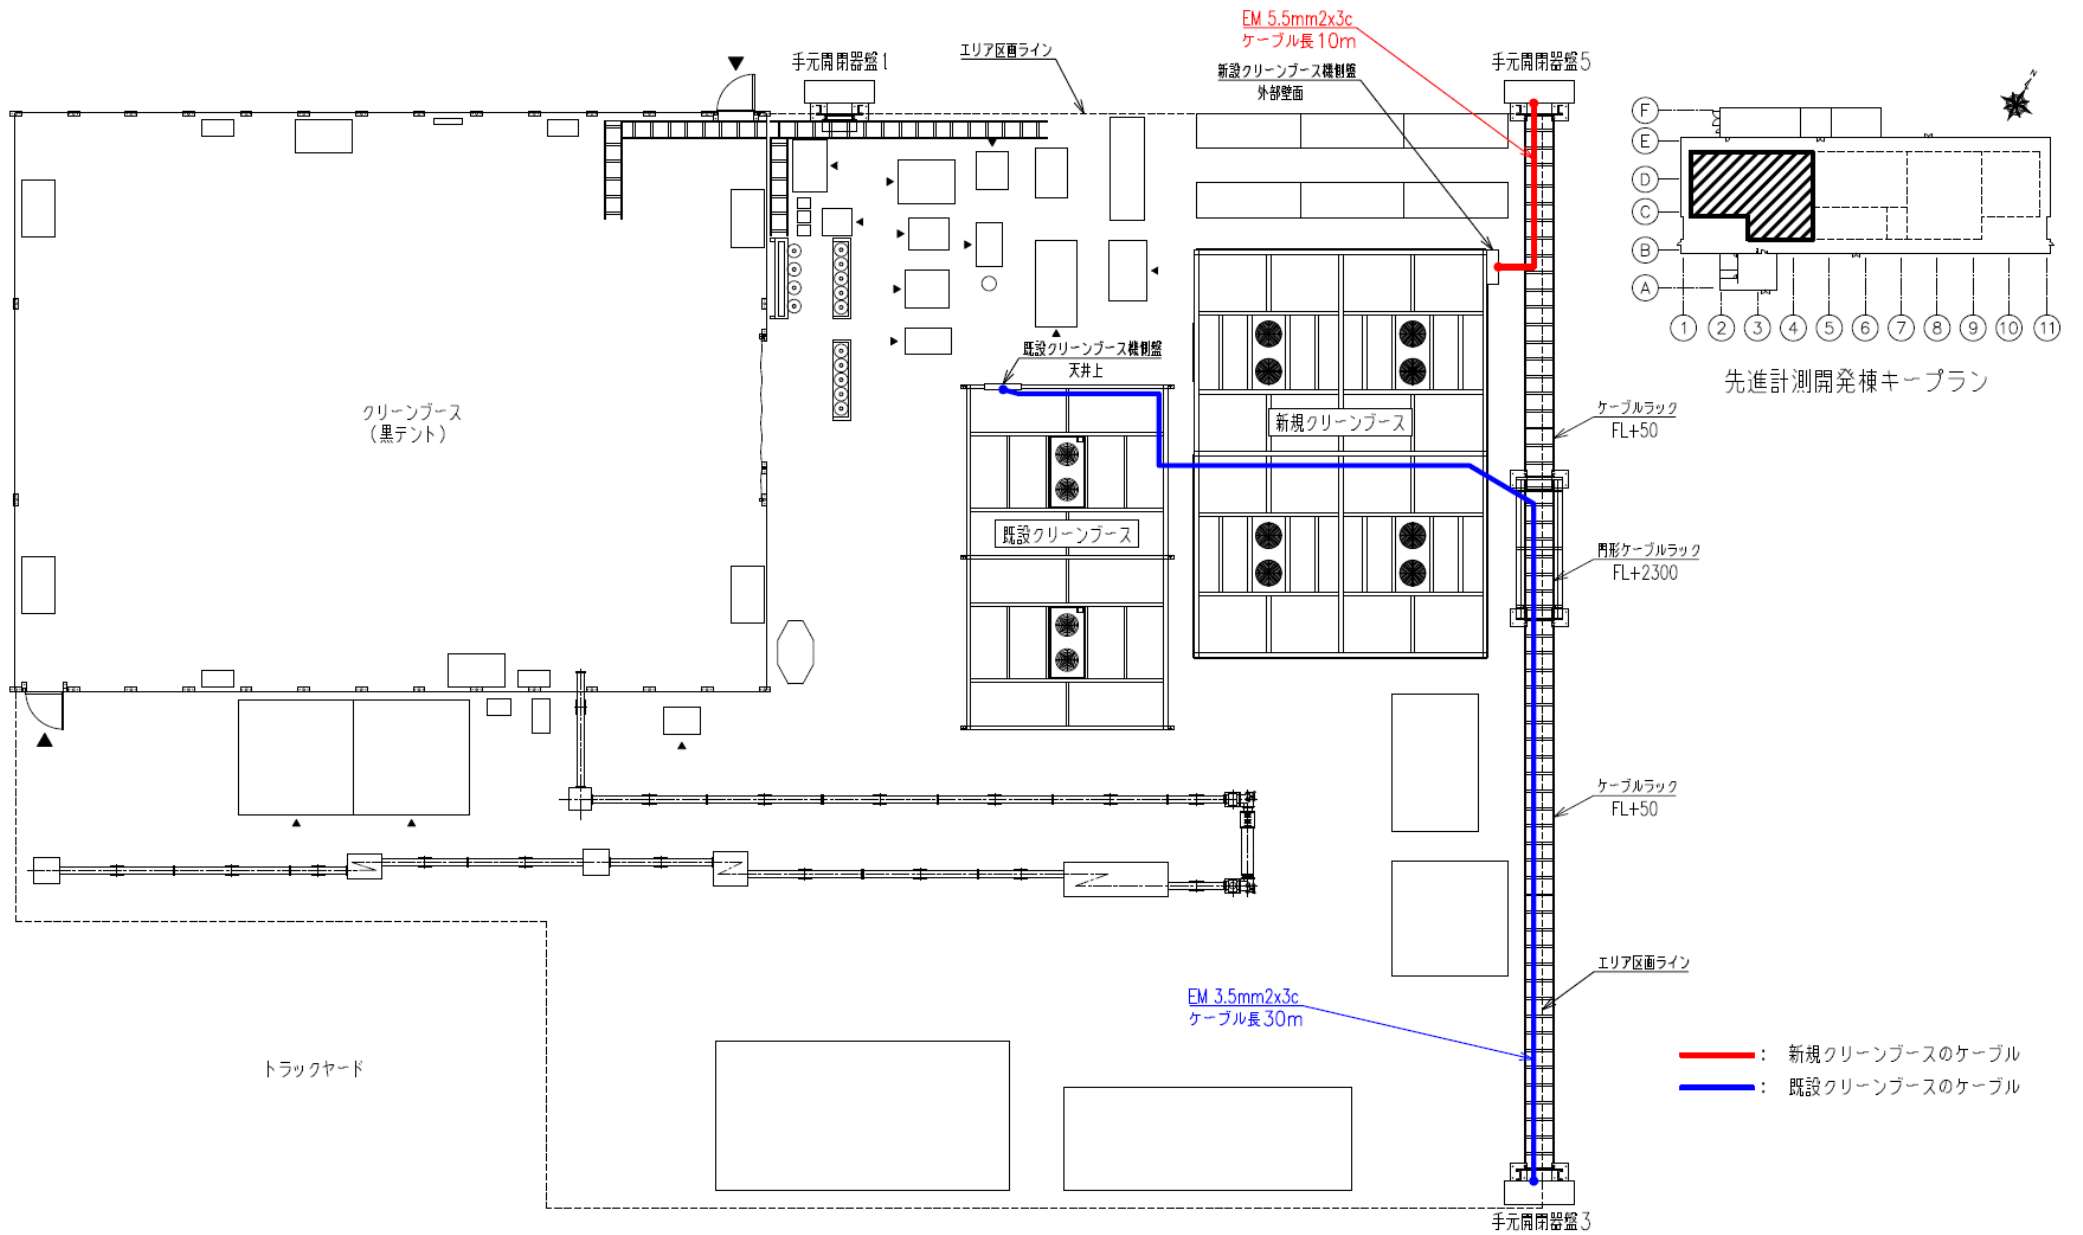 EM 5.5mm2x3c
ケーブル長10m
手元開閉器盤1
エリア区画ライン
新設クリーンブース機側盤
外部壁面
手元開閉器盤5
N
F
E
D
C
B
A
1 2 3 4 5 6 7 8 9 10 11
先進計測開発棟キープラン
既設クリーンブース機側盤
天井上
クリーンブース
(黒テント)
新規クリーンブース
ケーブルラック
FL+50
既設クリーンブース
門形ケーブルラック
FL+2300
ケーブルラック
FL+50
エリア区画ライン
EM 3.5mm2x3c
ケーブル長30m
トラックヤード
: 新規クリーンブースのケーブル
: 既設クリーンブースのケーブル
手元開閉器盤3